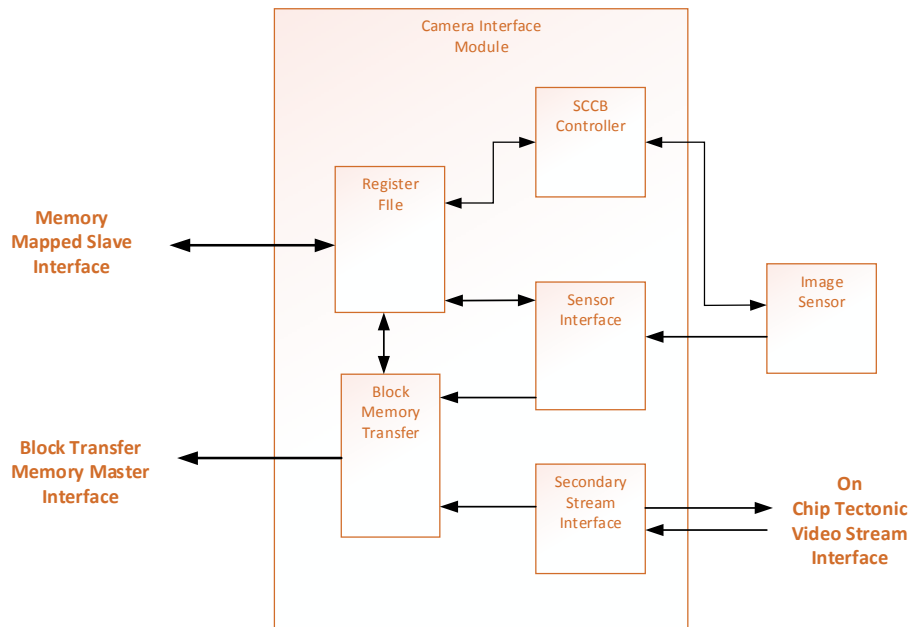 Camera Interface
Module
SCCB
Controller
Register
FIle
Memory
Mapped Slave
Interface
Image
Sensor
Sensor
Interface
Block
Memory
Transfer
Block Transfer
Memory Master
Interface
Secondary
Stream
Interface
On
Chip Tectonic
Video Stream
Interface